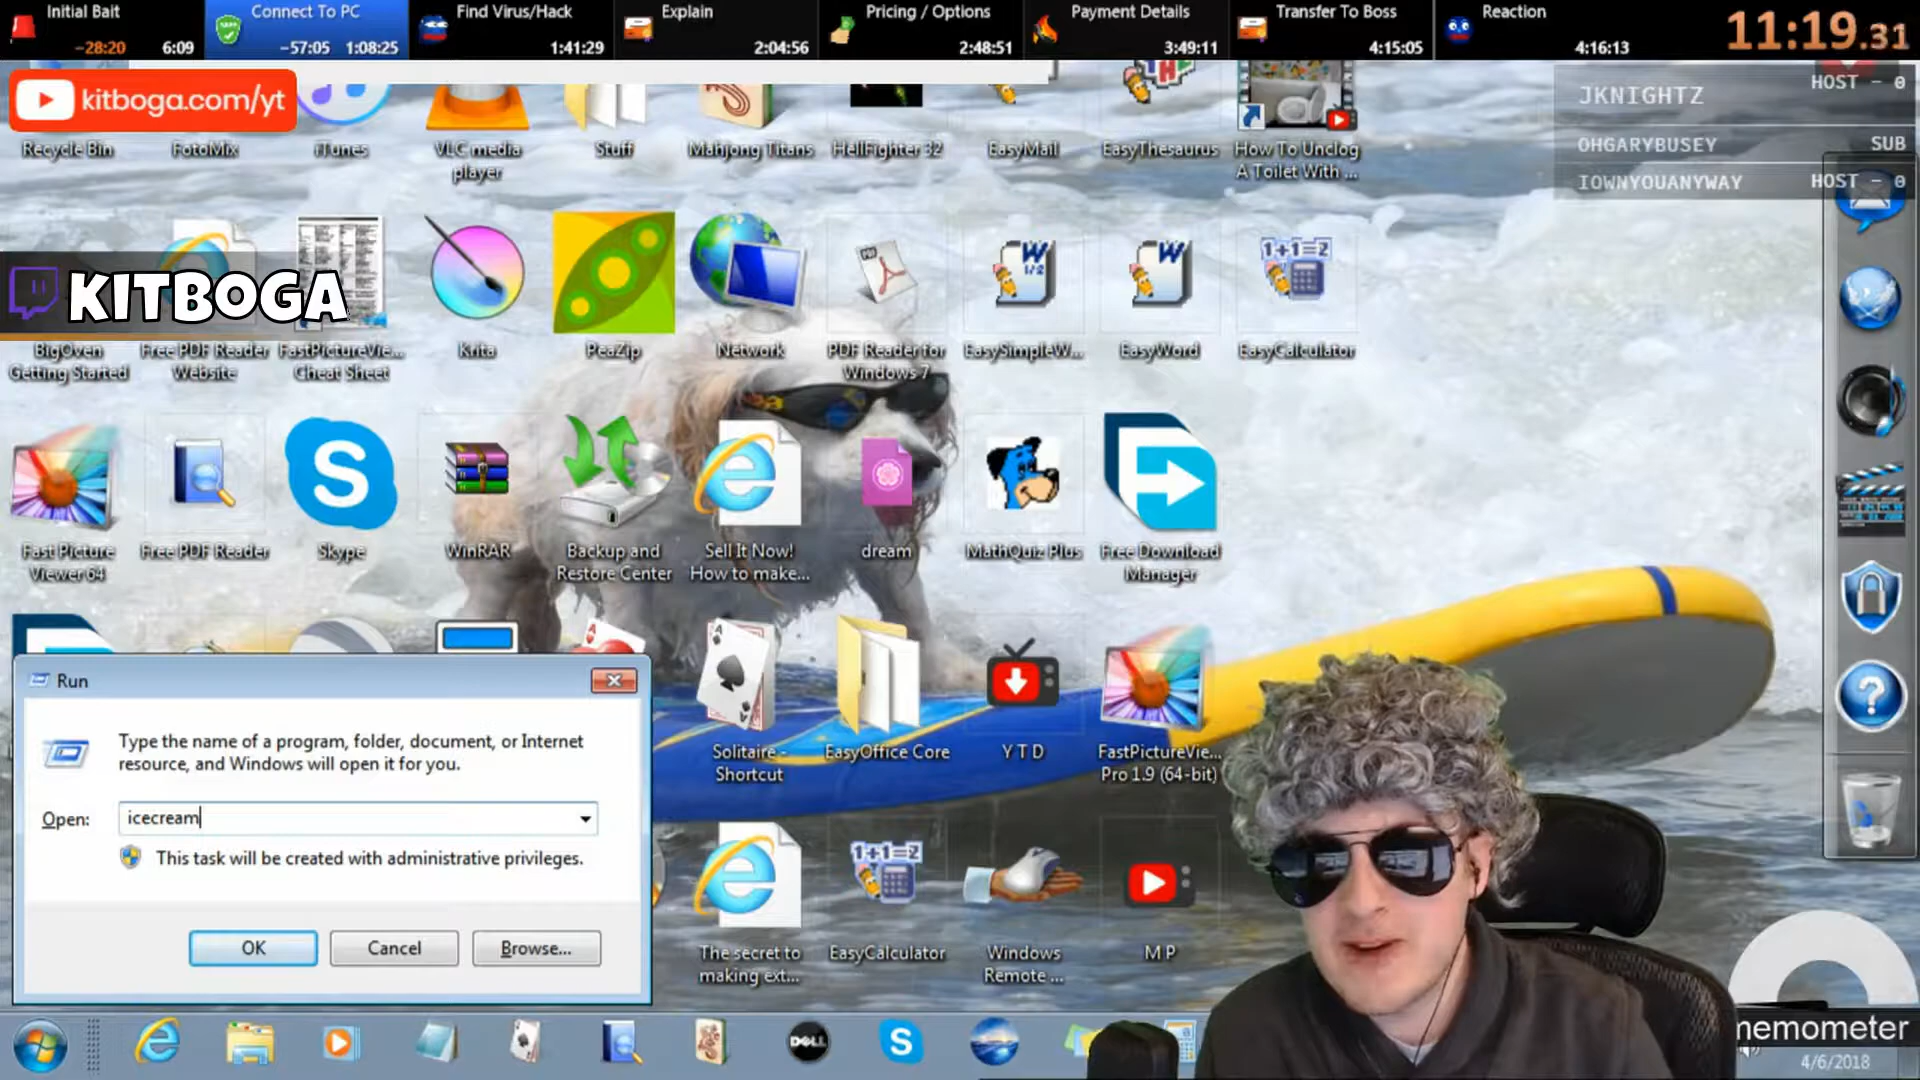 Initial Bait
-28:20 6:09
Connect To PC
-57:05 1:08:25
Find Virus/Hack
1:41:29
Explain
2:04:56
Pricing / Options
2:48:51
Payment Details
3:49:11
Transfer To Boss
4:15:05
Reaction
4:16:13
11:19.31
kitboga.com/yt
JKNIGHTZ HOST - 0
OHGARYBUSEY SUB
IOWNYOUANYWAY HOST - 0
Recycle Bin
FotoMix
iTunes
VLC media
player
Stuff
Mahjong Titans
HellFighter 32
EasyMail
EasyThesaurus
How To Unclog
A Toilet With ...
KITBOGA
BigOven
Getting Started
Free PDF Reader
Website
FastPictureVie...
Cheat Sheet
Krita
PeaZip
Network
PDF Reader for
Windows 7
EasySimpleW...
EasyWord
1+1=2
EasyCalculator
Fast Picture
Viewer 64
Free PDF Reader
Skype
WinRAR
Backup and
Restore Center
Sell It Now!
How to make...
dream
MathQuiz Plus
Free Download
Manager
Run
Type the name of a program, folder, document, or Internet
resource, and Windows will open it for you.
Open: icecream
This task will be created with administrative privileges.
OK
Cancel
Browse...
Solitaire -
Shortcut
EasyOffice Core
Y T D
FastPictureVie...
Pro 1.9 (64-bit)
The secret to
making ext...
1+1=2
EasyCalculator
Windows
Remote ...
M P
DELL
memometer
4/6/2018